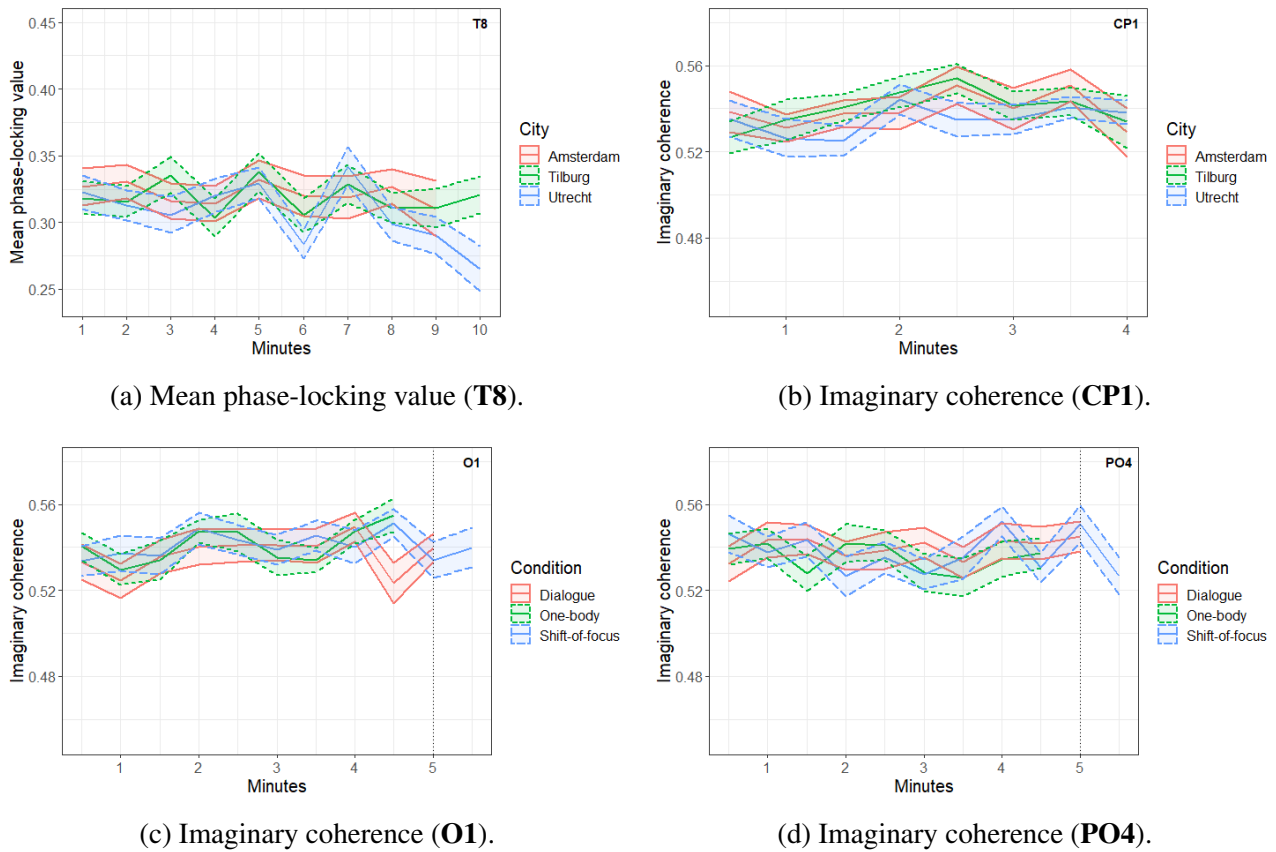 T8
Mean phase-locking value
0.45
0.40
0.35
0.30
0.25
1 2 3 4 5 6 7 8 9 10
Minutes
City
Amsterdam
Tilburg
Utrecht
(a) Mean phase-locking value (T8).
CP1
Imaginary coherence
0.56
0.52
0.48
1 2 3 4
Minutes
City
Amsterdam
Tilburg
Utrecht
(b) Imaginary coherence (CP1).
O1
Imaginary coherence
0.56
0.52
0.48
1 2 3 4 5
Minutes
Condition
Dialogue
One-body
Shift-of-focus
(c) Imaginary coherence (O1).
PO4
Imaginary coherence
0.56
0.52
0.48
1 2 3 4 5
Minutes
Condition
Dialogue
One-body
Shift-of-focus
(d) Imaginary coherence (PO4).